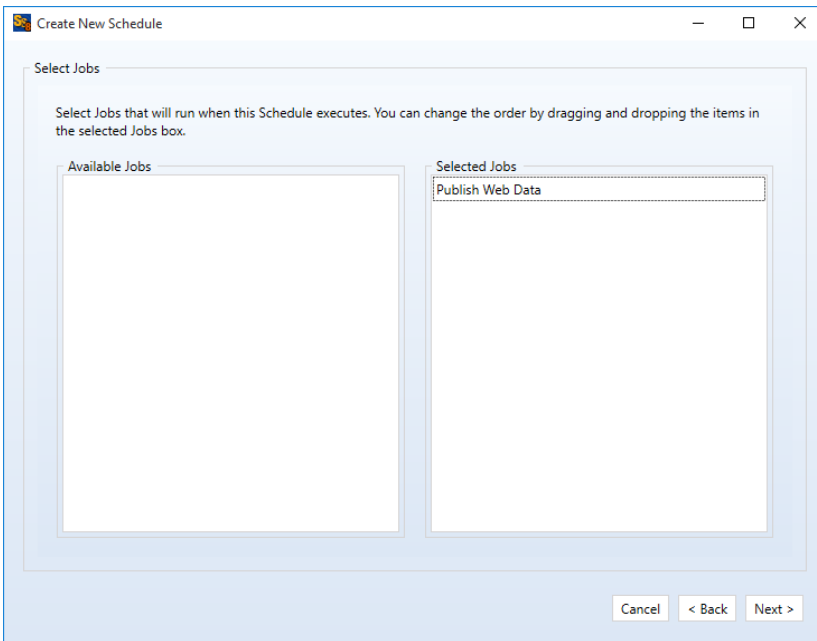 Create New Schedule
Select Jobs
Select Jobs that will run when this Schedule executes. You can change the order by dragging and dropping the items in
the selected Jobs box.
Available Jobs
Selected Jobs
Publish Web Data
Cancel
< Back
Next >